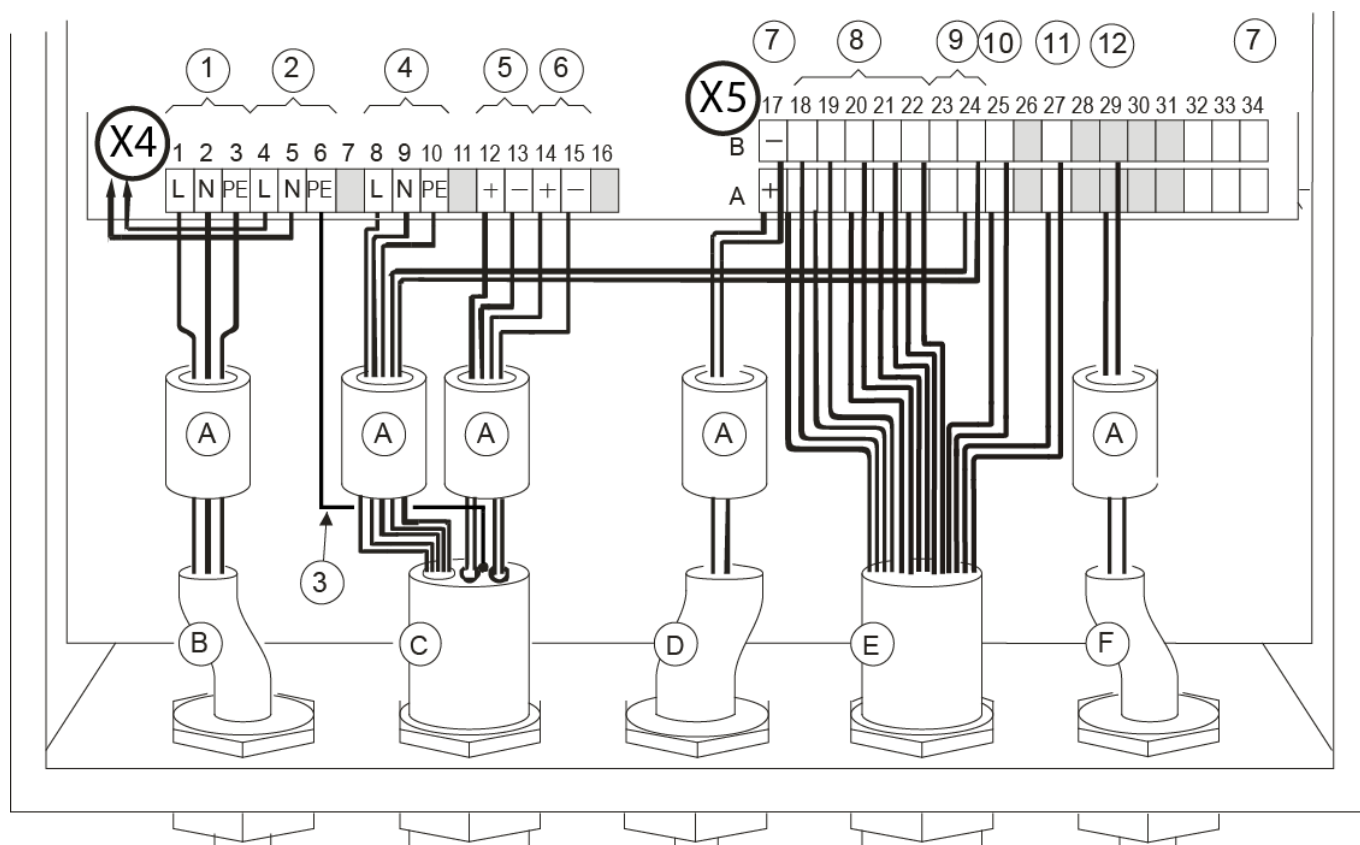 7 8 9 10 11 12 7
1 2 4 5 6
X5 17 18 19 20 21 22 23 24 25 26 27 28 29 30 31 32 33 34
X4 1 2 3 4 5 6 7 8 9 10 11 12 13 14 15 16
B −
L N PE L N PE L N PE + − + −
A +
A A A A A
3
B C D E F